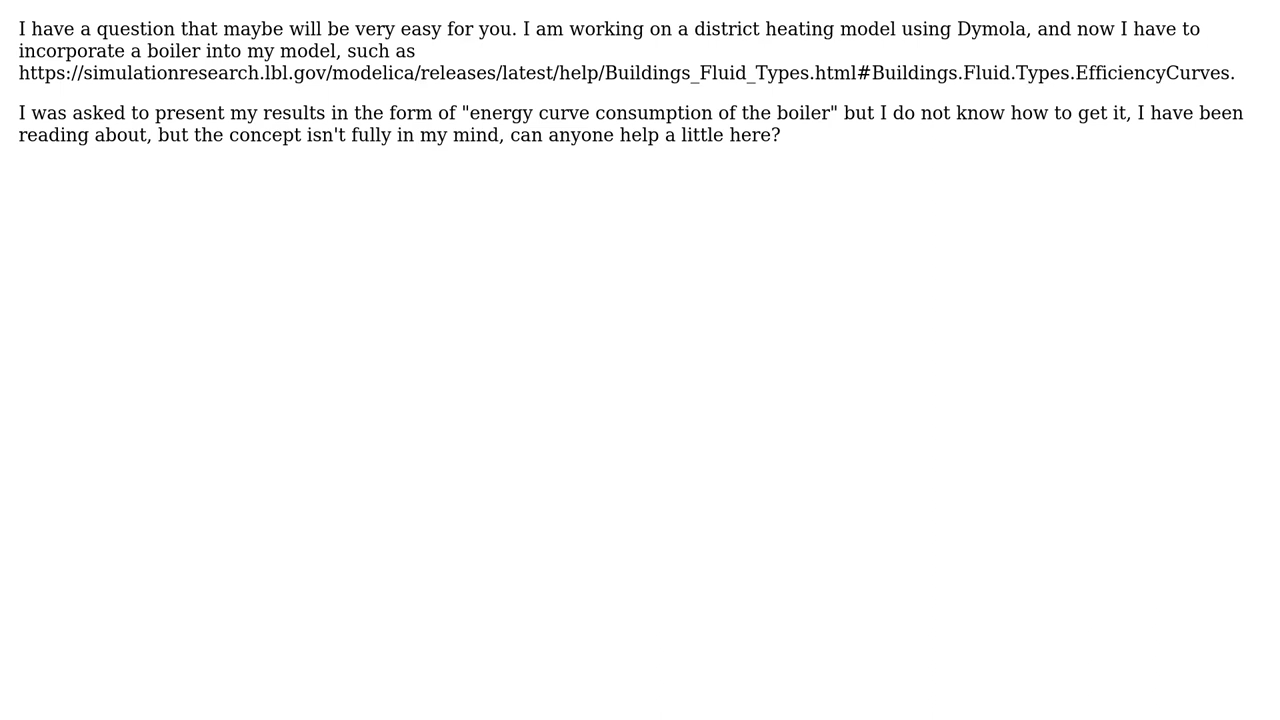 I have a question that maybe will be very easy for you. I am working on a district heating model using Dymola, and now I have to
incorporate a boiler into my model, such as
https://simulationresearch.lbl.gov/modelica/releases/latest/help/Buildings_Fluid_Types.html#Buildings.Fluid.Types.EfficiencyCurves.
I was asked to present my results in the form of "energy curve consumption of the boiler" but I do not know how to get it, I have been
reading about, but the concept isn't fully in my mind, can anyone help a little here?